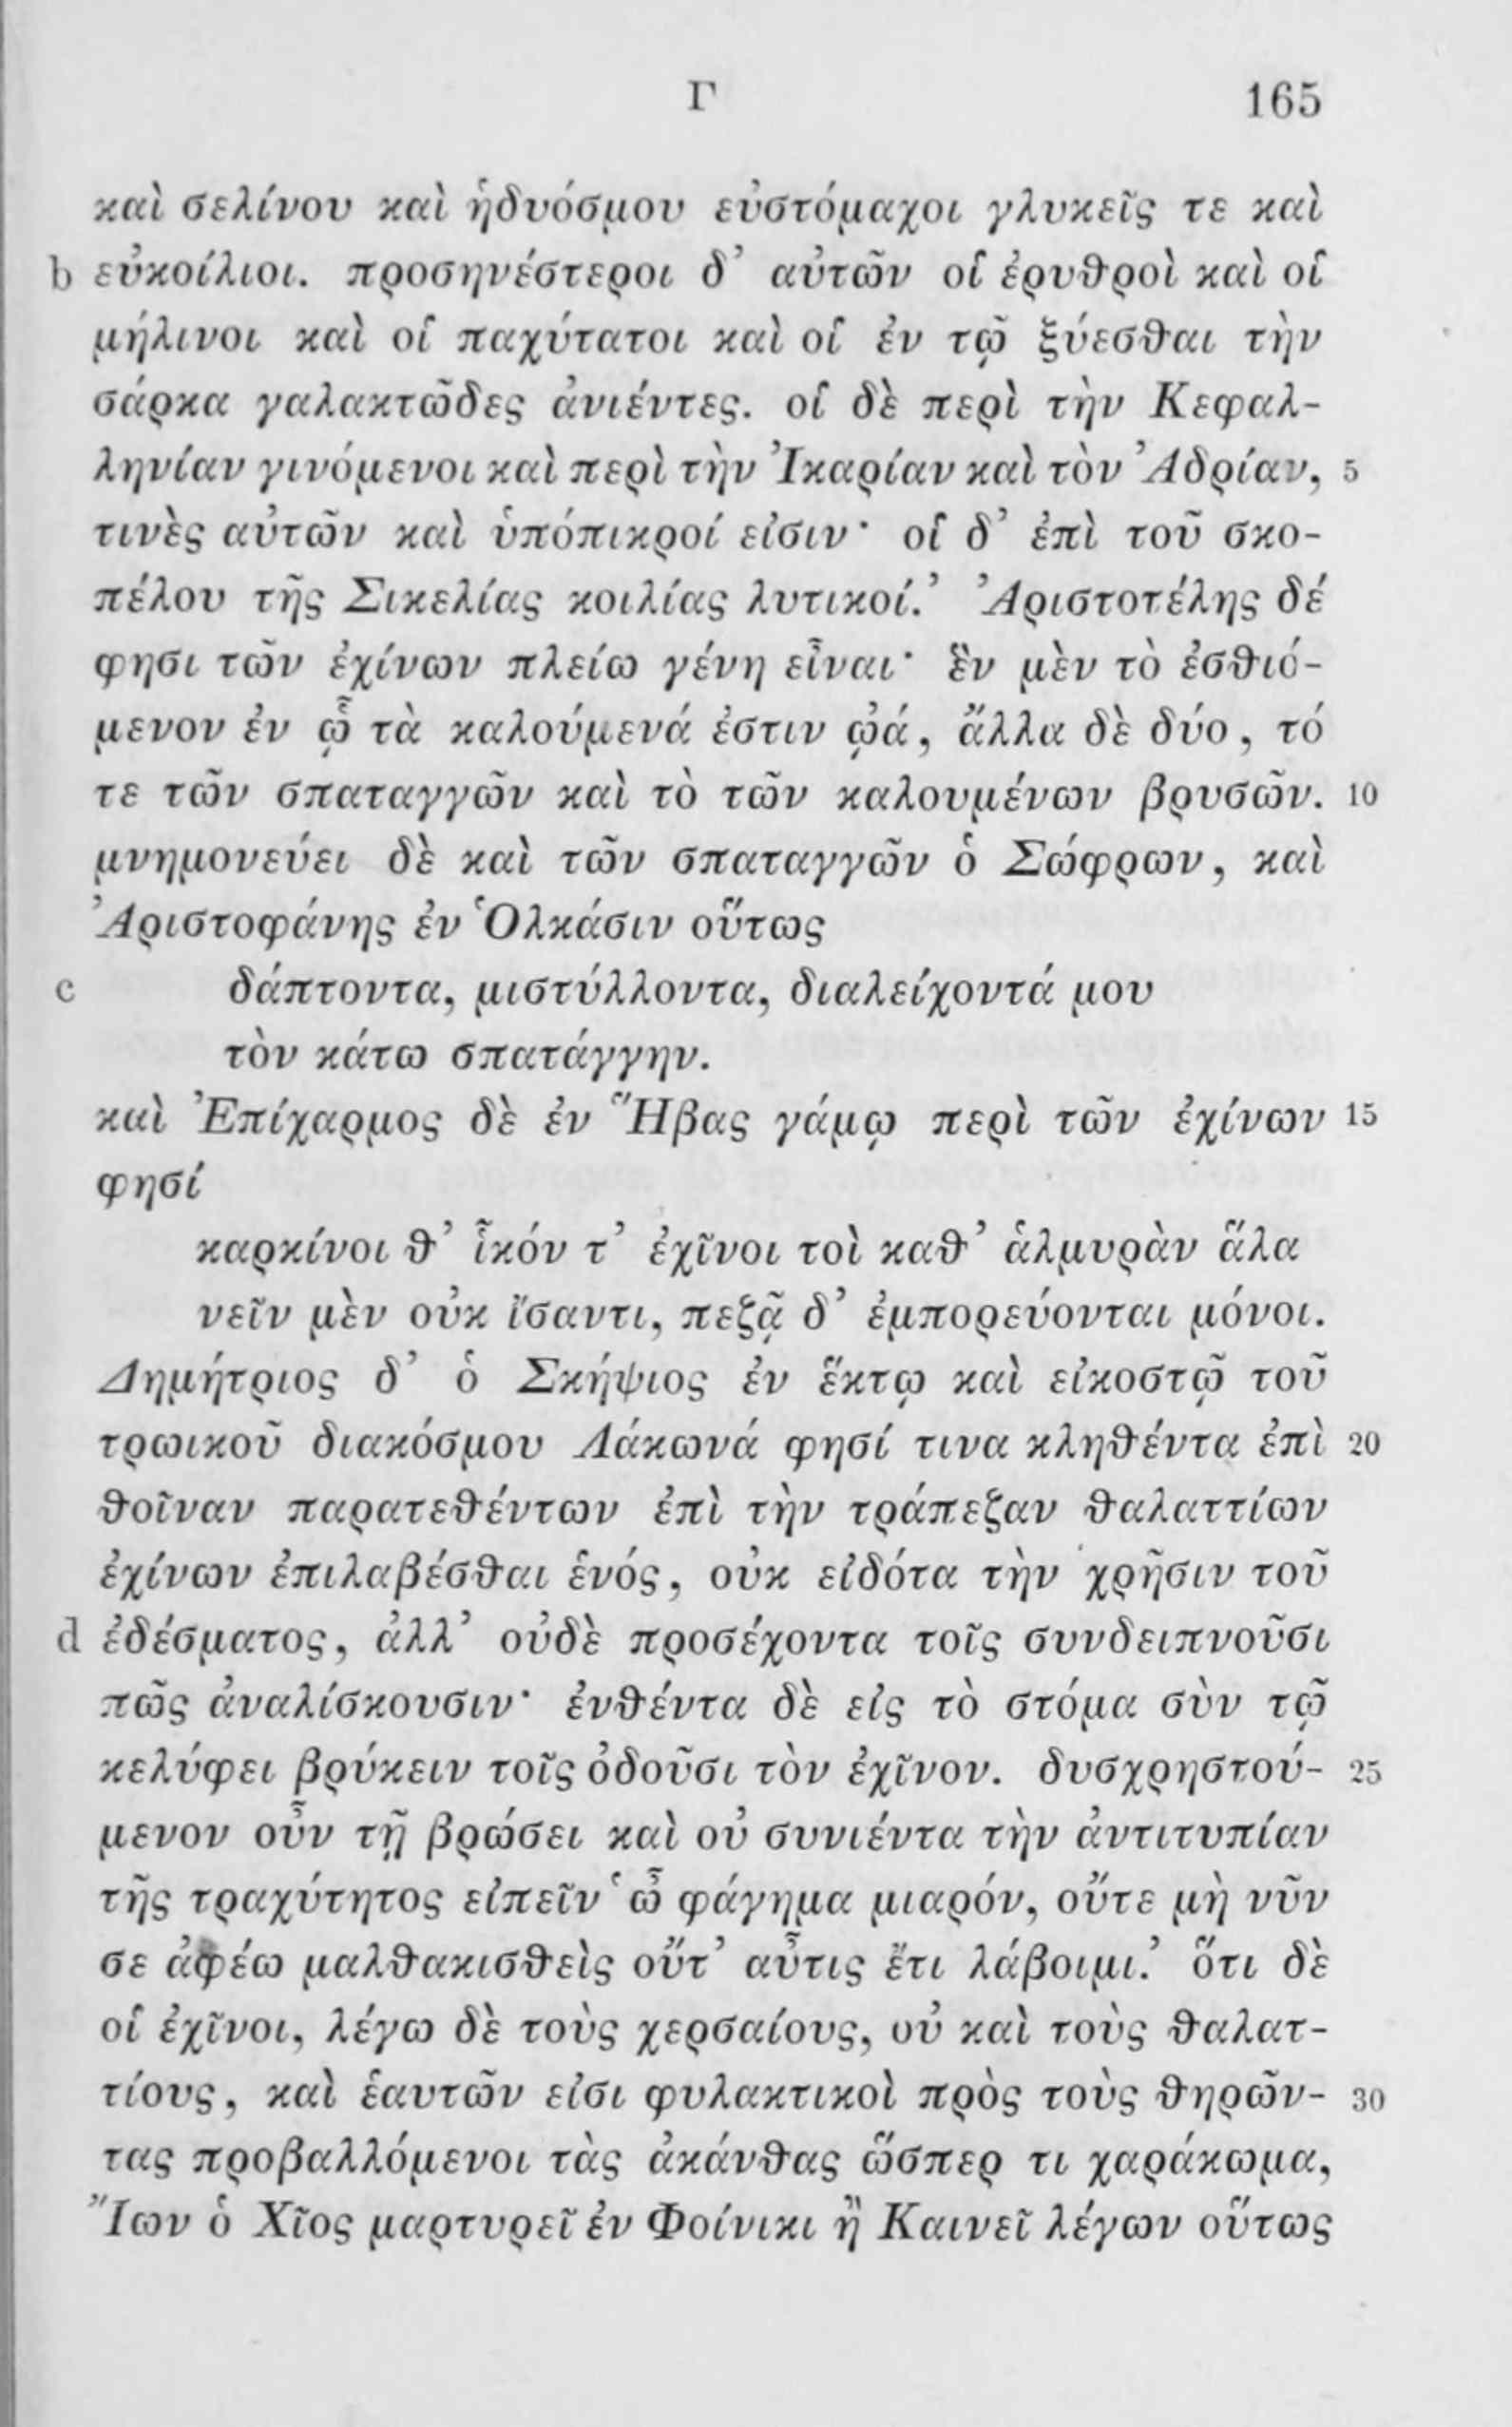 Γ 165
καὶ σελίνου καὶ ἡδυόσμου εὐστόμαχοι γλυκεῖς τε καὶ
b εὐκοίλιοι. προσηνέστεροι δ’ αὐτῶν οἱ ἐρυθροὶ καὶ οἱ
μήλινοι καὶ οἱ παχύτατοι καὶ οἱ ἐν τῷ ξύεσθαι τὴν
σάρκα γαλακτῶδες ἀνιέντες. οἱ δὲ περὶ τὴν Κεφαλ-
ληνίαν γινόμενοι καὶ περὶ τὴν Ἰκαρίαν καὶ τὸν Ἀδρίαν, 5
τινὲς αὐτῶν καὶ ὑπόπικροί εἰσιν· οἱ δ’ ἐπὶ τοῦ σκο-
πέλου τῆς Σικελίας κοιλίας λυτικοί.’ Ἀριστοτέλης δέ
φησι τῶν ἐχίνων πλείω γένη εἶναι· ἓν μὲν τὸ ἐσθιό-
μενον ἐν ᾧ τὰ καλούμενά ἐστιν ᾠά, ἄλλα δὲ δύο, τό
τε τῶν σπαταγγῶν καὶ τὸ τῶν καλουμένων βρυσῶν. 10
μνημονεύει δὲ καὶ τῶν σπαταγγῶν ὁ Σώφρων, καὶ
Ἀριστοφάνης ἐν Ὁλκάσιν οὕτως
c δάπτοντα, μιστύλλοντα, διαλείχοντά μου
τὸν κάτω σπατάγγην.
καὶ Ἐπίχαρμος δὲ ἐν Ἥβας γάμῳ περὶ τῶν ἐχίνων 15
φησί
καρκίνοι θ’ ἷκόν τ’ ἐχῖνοι τοὶ καθ’ ἁλμυρὰν ἅλα
νεῖν μὲν οὐκ ἴσαντι, πεζᾷ δ’ ἐμπορεύονται μόνοι.
Δημήτριος δ’ ὁ Σκήψιος ἐν ἕκτῳ καὶ εἰκοστῷ τοῦ
τρωικοῦ διακόσμου Λάκωνά φησί τινα κληθέντα ἐπὶ 20
θοῖναν παρατεθέντων ἐπὶ τὴν τράπεζαν θαλαττίων
ἐχίνων ἐπιλαβέσθαι ἑνός, οὐκ εἰδότα τὴν χρῆσιν τοῦ
d ἐδέσματος, ἀλλ’ οὐδὲ προσέχοντα τοῖς συνδειπνοῦσι
πῶς ἀναλίσκουσιν· ἐνθέντα δὲ εἰς τὸ στόμα σὺν τῷ
κελύφει βρύκειν τοῖς ὀδοῦσι τὸν ἐχῖνον. δυσχρηστού- 25
μενον οὖν τῇ βρώσει καὶ οὐ συνιέντα τὴν ἀντιτυπίαν
τῆς τραχύτητος εἰπεῖν ‘ὦ φάγημα μιαρόν, οὔτε μὴ νῦν
σε ἀφέω μαλθακισθεὶς οὔτ’ αὖτις ἔτι λάβοιμι.’ ὅτι δὲ
οἱ ἐχῖνοι, λέγω δὲ τοὺς χερσαίους, οὐ καὶ τοὺς θαλατ-
τίους, καὶ ἑαυτῶν εἰσι φυλακτικοὶ πρὸς τοὺς θηρῶν- 30
τας προβαλλόμενοι τὰς ἀκάνθας ὥσπερ τι χαράκωμα,
Ἴων ὁ Χῖος μαρτυρεῖ ἐν Φοίνικι ἢ Καινεῖ λέγων οὕτως